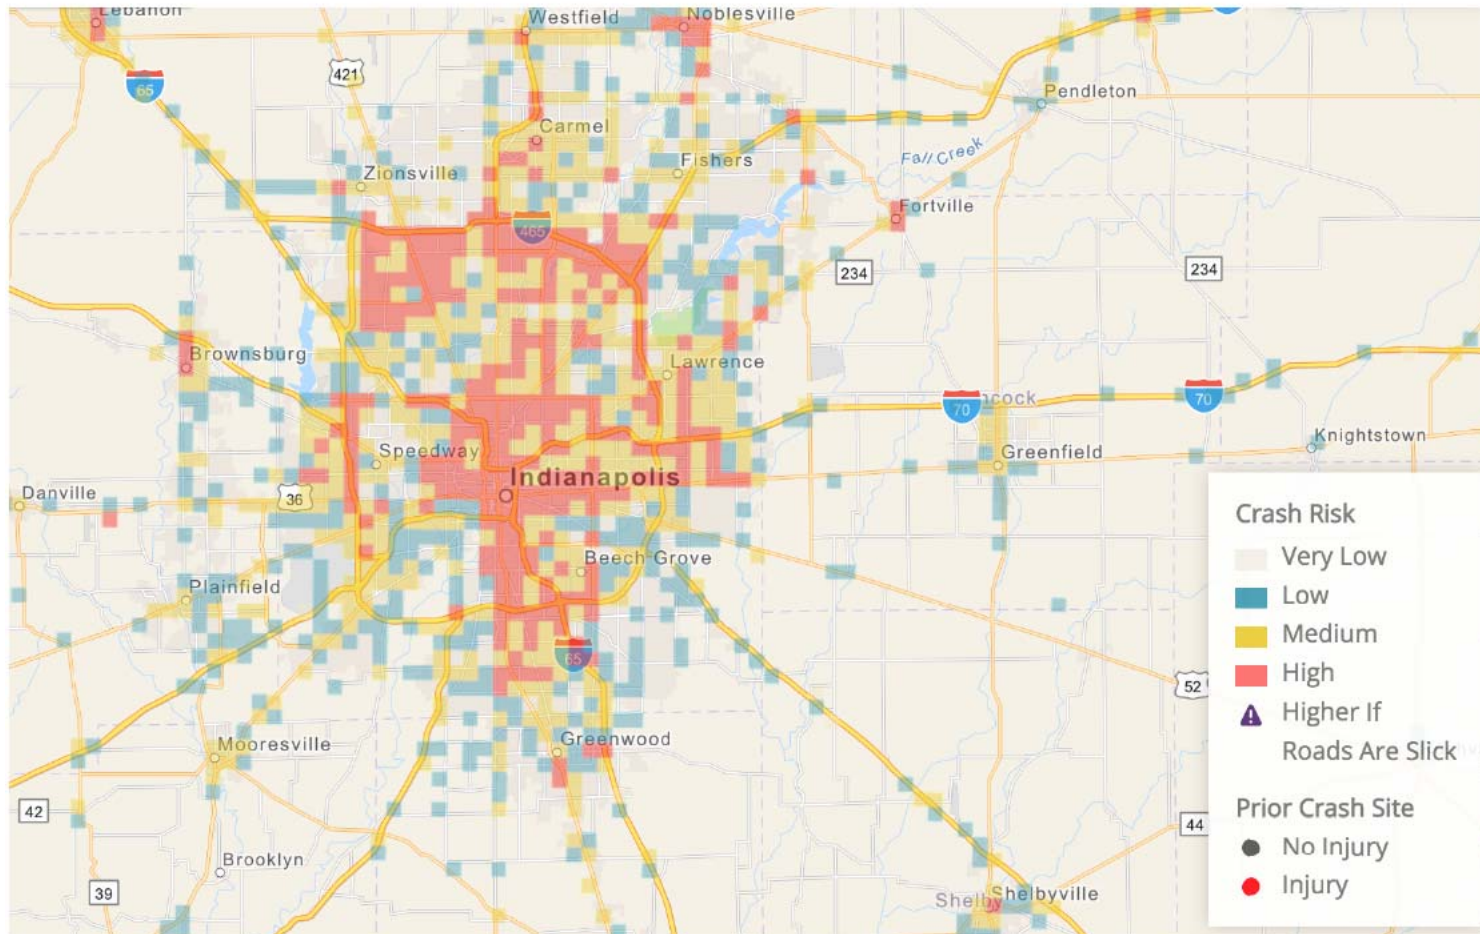 Lebanon
Westfield
Noblesville
65
421
Pendleton
Carmel
Fall Creek
Fishers
Zionsville
Fortville
465
234
234
Brownsburg
Lawrence
70
70
Knightstown
Speedway
Greenfield
Indianapolis
Danville
36
Beech Grove
Plainfield
65
52
Mooresville
Greenwood
42
44
Brooklyn
39
Shelby
Shelbyville
Crash Risk
Very Low
Low
Medium
High
Higher If
Roads Are Slick
Prior Crash Site
No Injury
Injury